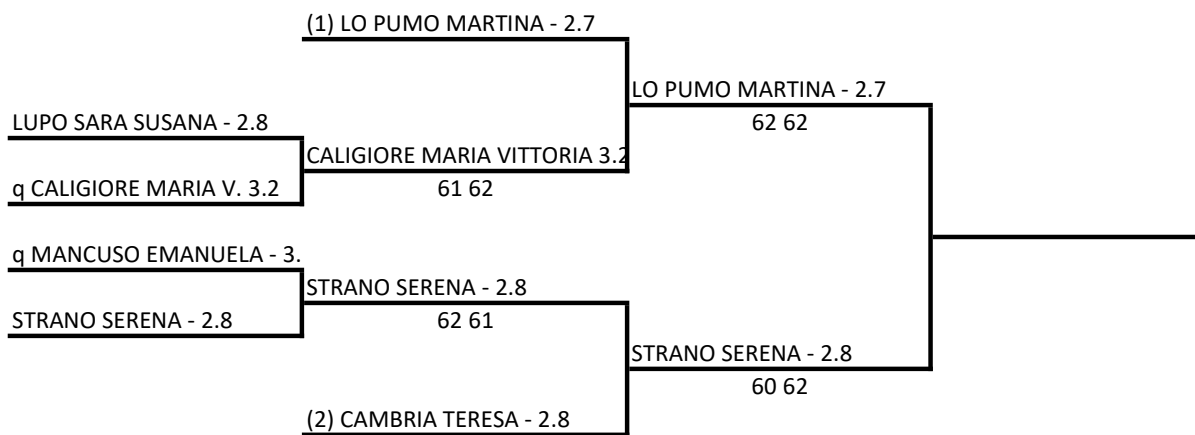 (1) LO PUMO MARTINA - 2.7
LO PUMO MARTINA - 2.7
62 62
LUPO SARA SUSANA - 2.8
CALIGIORE MARIA VITTORIA 3.2
61 62
q CALIGIORE MARIA V. 3.2
q MANCUSO EMANUELA - 3.
STRANO SERENA - 2.8
62 61
STRANO SERENA - 2.8
STRANO SERENA - 2.8
60 62
(2) CAMBRIA TERESA - 2.8